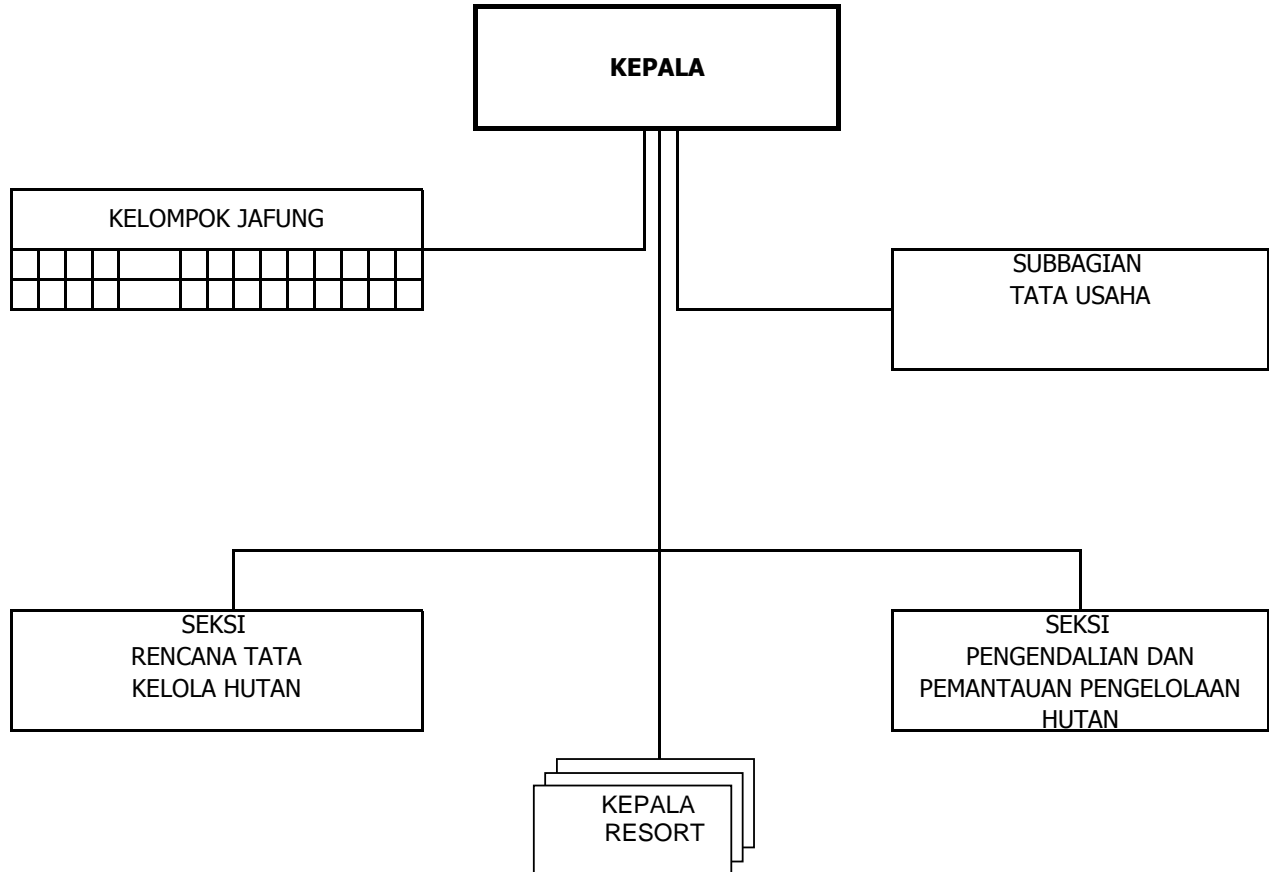 KEPALA
KELOMPOK JAFUNG
SUBBAGIAN
TATA USAHA
SEKSI
RENCANA TATA
KELOLA HUTAN
SEKSI
PENGENDALIAN DAN
PEMANTAUAN PENGELOLAAN
HUTAN
KEPALA
RESORT